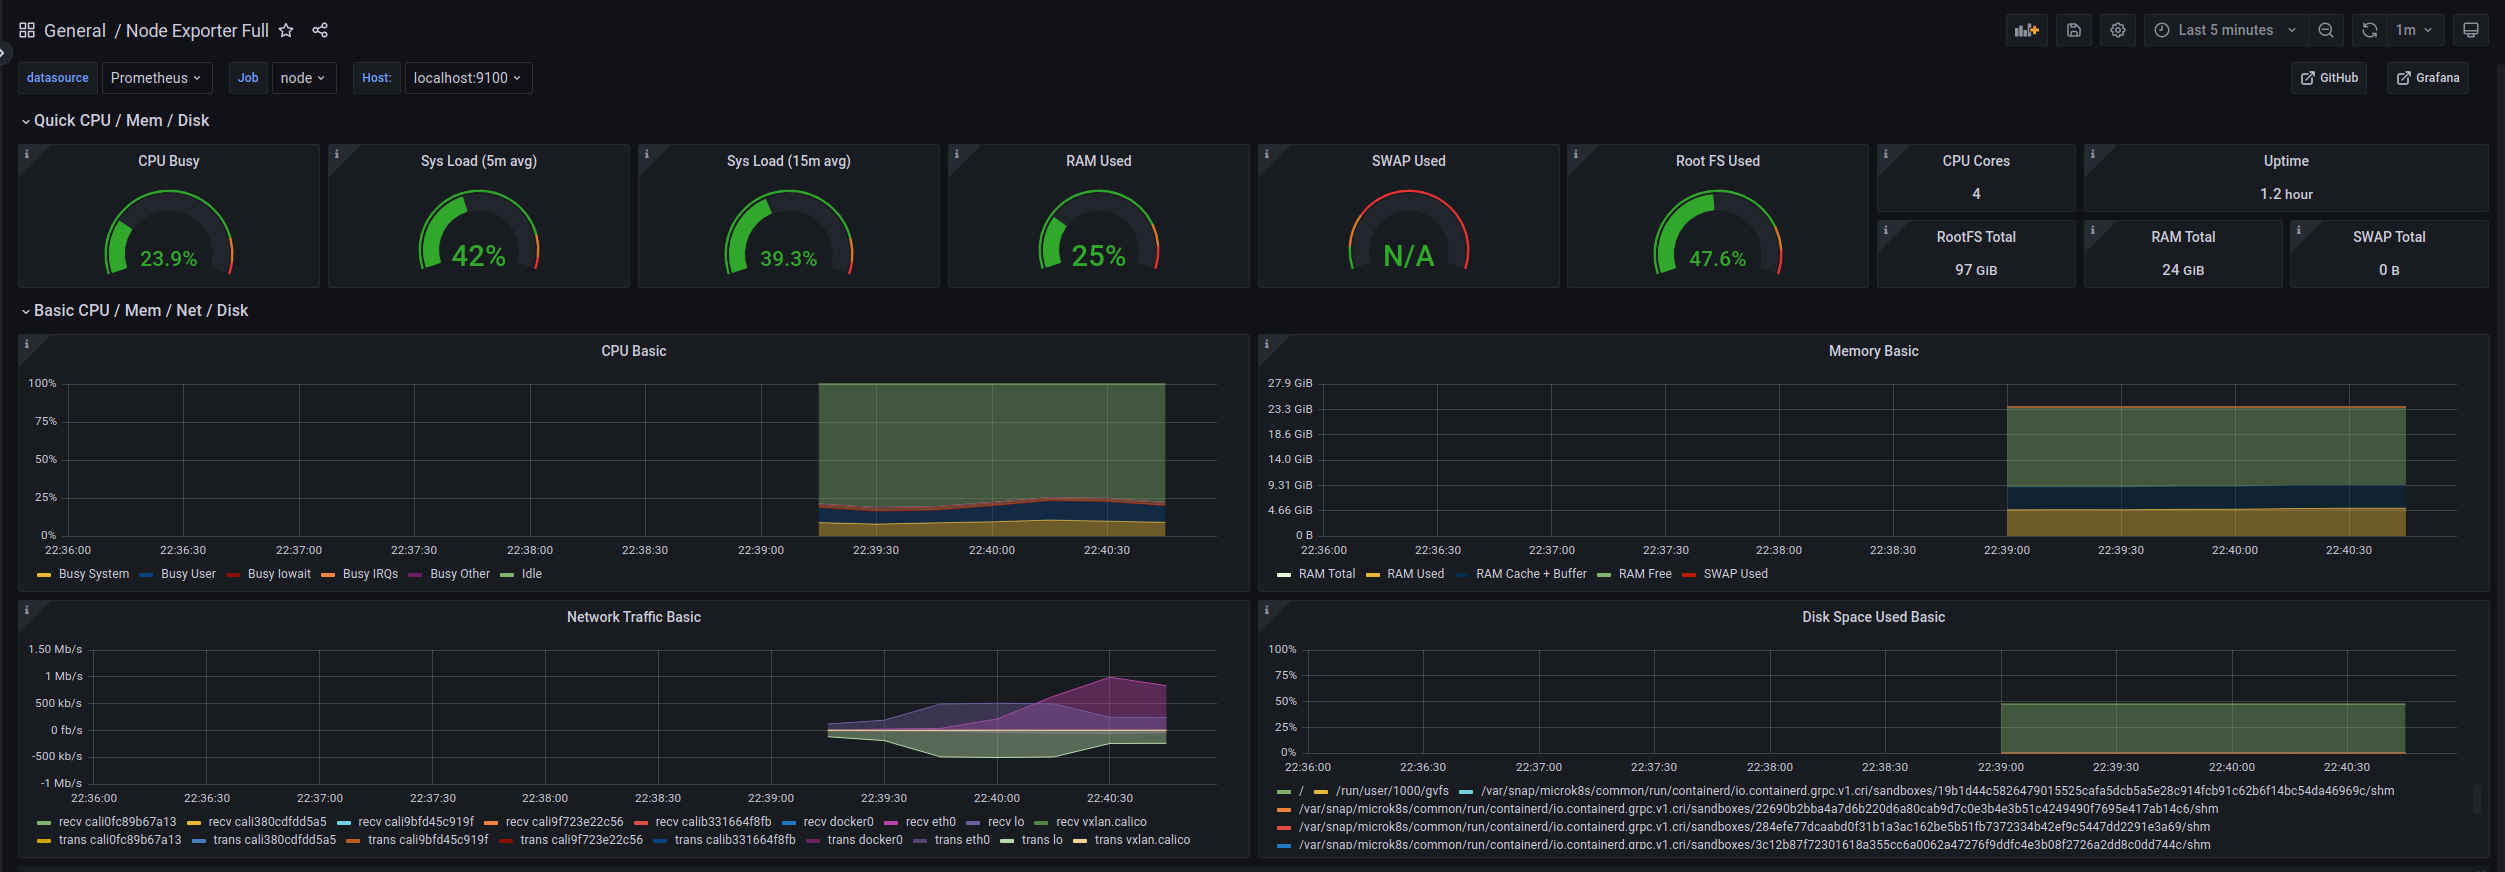 General / Node Exporter Full
Last 5 minutes
1m
datasource Prometheus Job node Host: localhost:9100
GitHub Grafana
Quick CPU / Mem / Disk
CPU Busy
23.9%
Sys Load (5m avg)
42%
Sys Load (15m avg)
39.3%
RAM Used
25%
SWAP Used
N/A
Root FS Used
47.6%
CPU Cores
4
Uptime
1.2 hour
RootFS Total
97 GiB
RAM Total
24 GiB
SWAP Total
0 B
Basic CPU / Mem / Net / Disk
CPU Basic
100%
75%
50%
25%
0%
22:36:00 22:36:30 22:37:00 22:37:30 22:38:00 22:38:30 22:39:00 22:39:30 22:40:00 22:40:30
Busy System Busy User Busy Iowait Busy IRQs Busy Other Idle
Memory Basic
27.9 GiB
23.3 GiB
18.6 GiB
14.0 GiB
9.31 GiB
4.66 GiB
0 B
22:36:00 22:36:30 22:37:00 22:37:30 22:38:00 22:38:30 22:39:00 22:39:30 22:40:00 22:40:30
RAM Total RAM Used RAM Cache + Buffer RAM Free SWAP Used
Network Traffic Basic
1.50 Mb/s
1 Mb/s
500 kb/s
0 fb/s
-500 kb/s
-1 Mb/s
22:36:00 22:36:30 22:37:00 22:37:30 22:38:00 22:38:30 22:39:00 22:39:30 22:40:00 22:40:30
recv cali0fc89b67a13 recv cali380cdfdd5a5 recv cali9bfd45c919f recv cali9f723e22c56 recv calib331664f8fb recv docker0 recv eth0 recv lo recv vxlan.calico
trans cali0fc89b67a13 trans cali380cdfdd5a5 trans cali9bfd45c919f trans cali9f723e22c56 trans calib331664f8fb trans docker0 trans eth0 trans lo trans vxlan.calico
Disk Space Used Basic
100%
75%
50%
25%
0%
22:36:00 22:36:30 22:37:00 22:37:30 22:38:00 22:38:30 22:39:00 22:39:30 22:40:00 22:40:30
/ /run/user/1000/gvfs /var/snap/microk8s/common/run/containerd/io.containerd.grpc.v1.cri/sandboxes/19b1d44c5826479015525cafa5dcb5a5e28c914fcb91c62b6f14bc54da46969c/shm
/var/snap/microk8s/common/run/containerd/io.containerd.grpc.v1.cri/sandboxes/22690b2bba4a7d6b220d6a80cab9d7c0e3b4e3b51c4249490f7695e417ab14c6/shm
/var/snap/microk8s/common/run/containerd/io.containerd.grpc.v1.cri/sandboxes/284efe77dcaabd0f31b1a3ac162be5b51fb7372334b42ef9c5447dd2291e3a69/shm
/var/snap/microk8s/common/run/containerd/io.containerd.grpc.v1.cri/sandboxes/3c12b87f72301618a355cc6a0062a47276f9ddfc4e3b08f2726a2dd8c0dd744c/shm